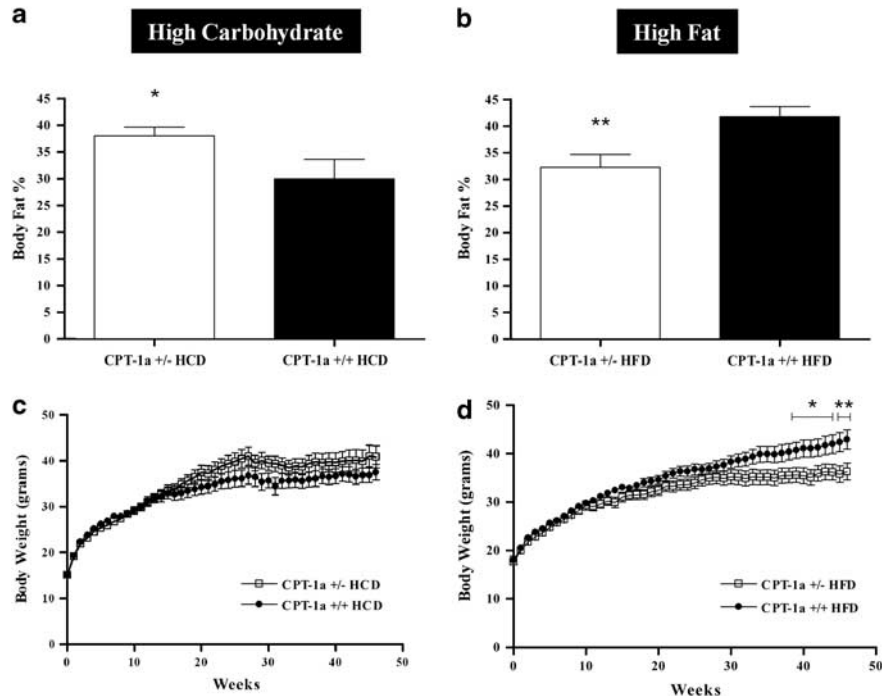 a
High Carbohydrate
b
High Fat
*
**
45
40
35
30
25
20
15
10
5
0
Body Fat %
CPT-1a +/- HCD
CPT-1a +/+ HCD
45
40
35
30
25
20
15
10
5
0
Body Fat %
CPT-1a +/- HFD
CPT-1a +/+ HFD
c
50
40
30
20
10
0
Body Weight (grams)
CPT-1a +/- HCD
CPT-1a +/+ HCD
0
10
20
30
40
50
Weeks
d
*
**
50
40
30
20
10
0
Body Weight (grams)
CPT-1a +/- HFD
CPT-1a +/+ HFD
0
10
20
30
40
50
Weeks